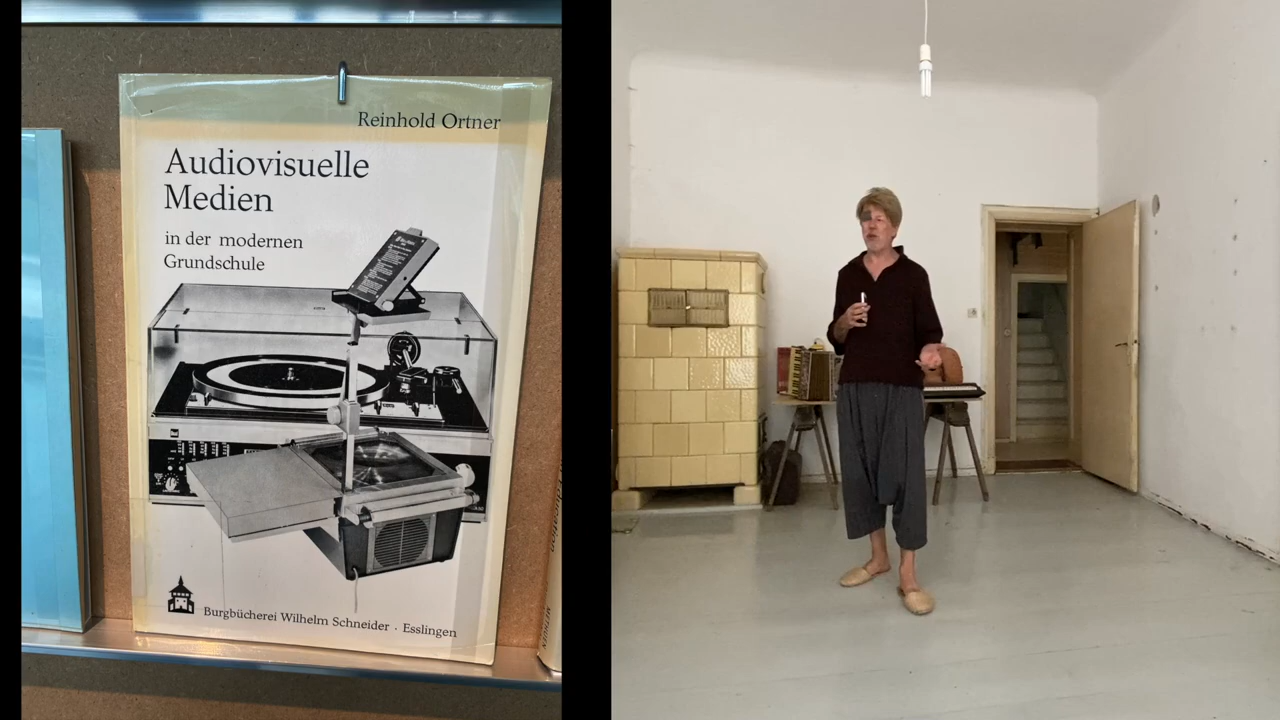 Reinhold Ortner
Audiovisuelle
Medien
in der modernen
Grundschule
Burgbücherei Wilhelm Schneider · Esslingen